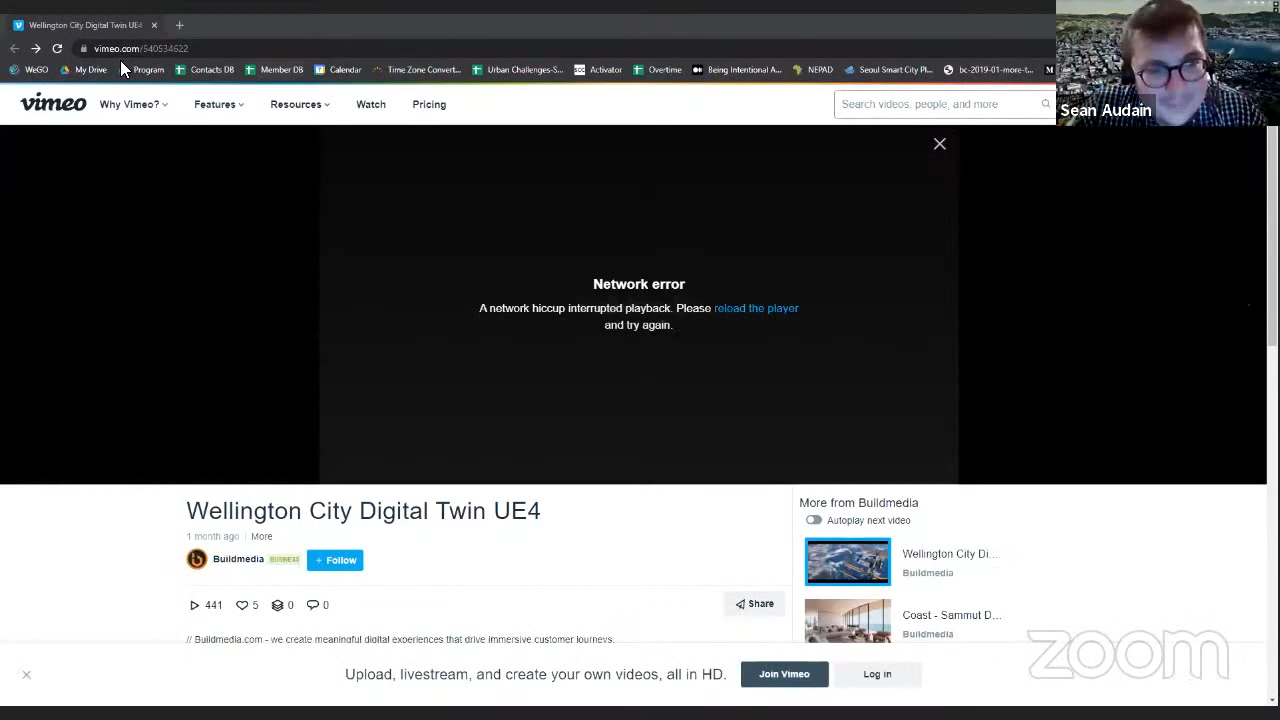 Wellington City Digital Twin UE4
vimeo.com/540534622
WeGO My Drive Program Contacts DB Member DB Calendar Time Zone Convert... Urban Challenges-S... Activator Overtime Being Intentional A... NEPAD Seoul Smart City Pl... bc-2019-01-more-t...
Sean Audain
vimeo Why Vimeo? Features Resources Watch Pricing Search videos, people, and more
Network error
A network hiccup interrupted playback. Please reload the player
and try again.
Wellington City Digital Twin UE4
1 month ago More
Buildmedia BUSINESS + Follow
441 5 0 0 Share
// Buildmedia.com - we create meaningful digital experiences that drive immersive customer journeys.
More from Buildmedia
Autoplay next video
Wellington City Di...
Buildmedia
Coast - Sammut D...
Buildmedia
Upload, livestream, and create your own videos, all in HD. Join Vimeo Log in
zoom